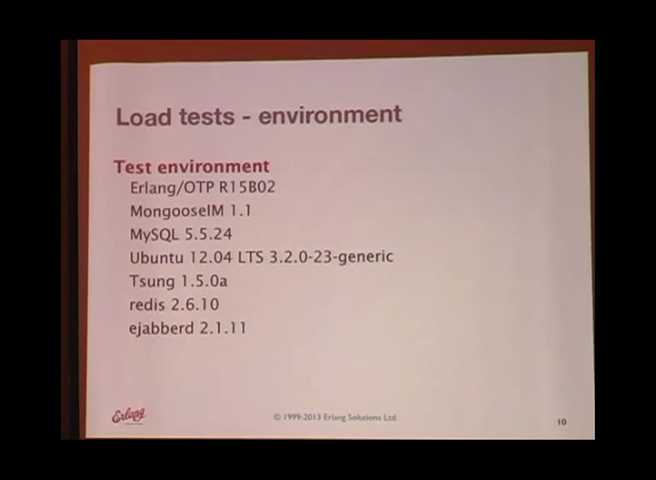 Load tests - environment
Test environment
Erlang/OTP R15B02
MongooseIM 1.1
MySQL 5.5.24
Ubuntu 12.04 LTS 3.2.0-23-generic
Tsung 1.5.0a
redis 2.6.10
ejabberd 2.1.11
Erlang
© 1999-2013 Erlang Solutions Ltd.
10